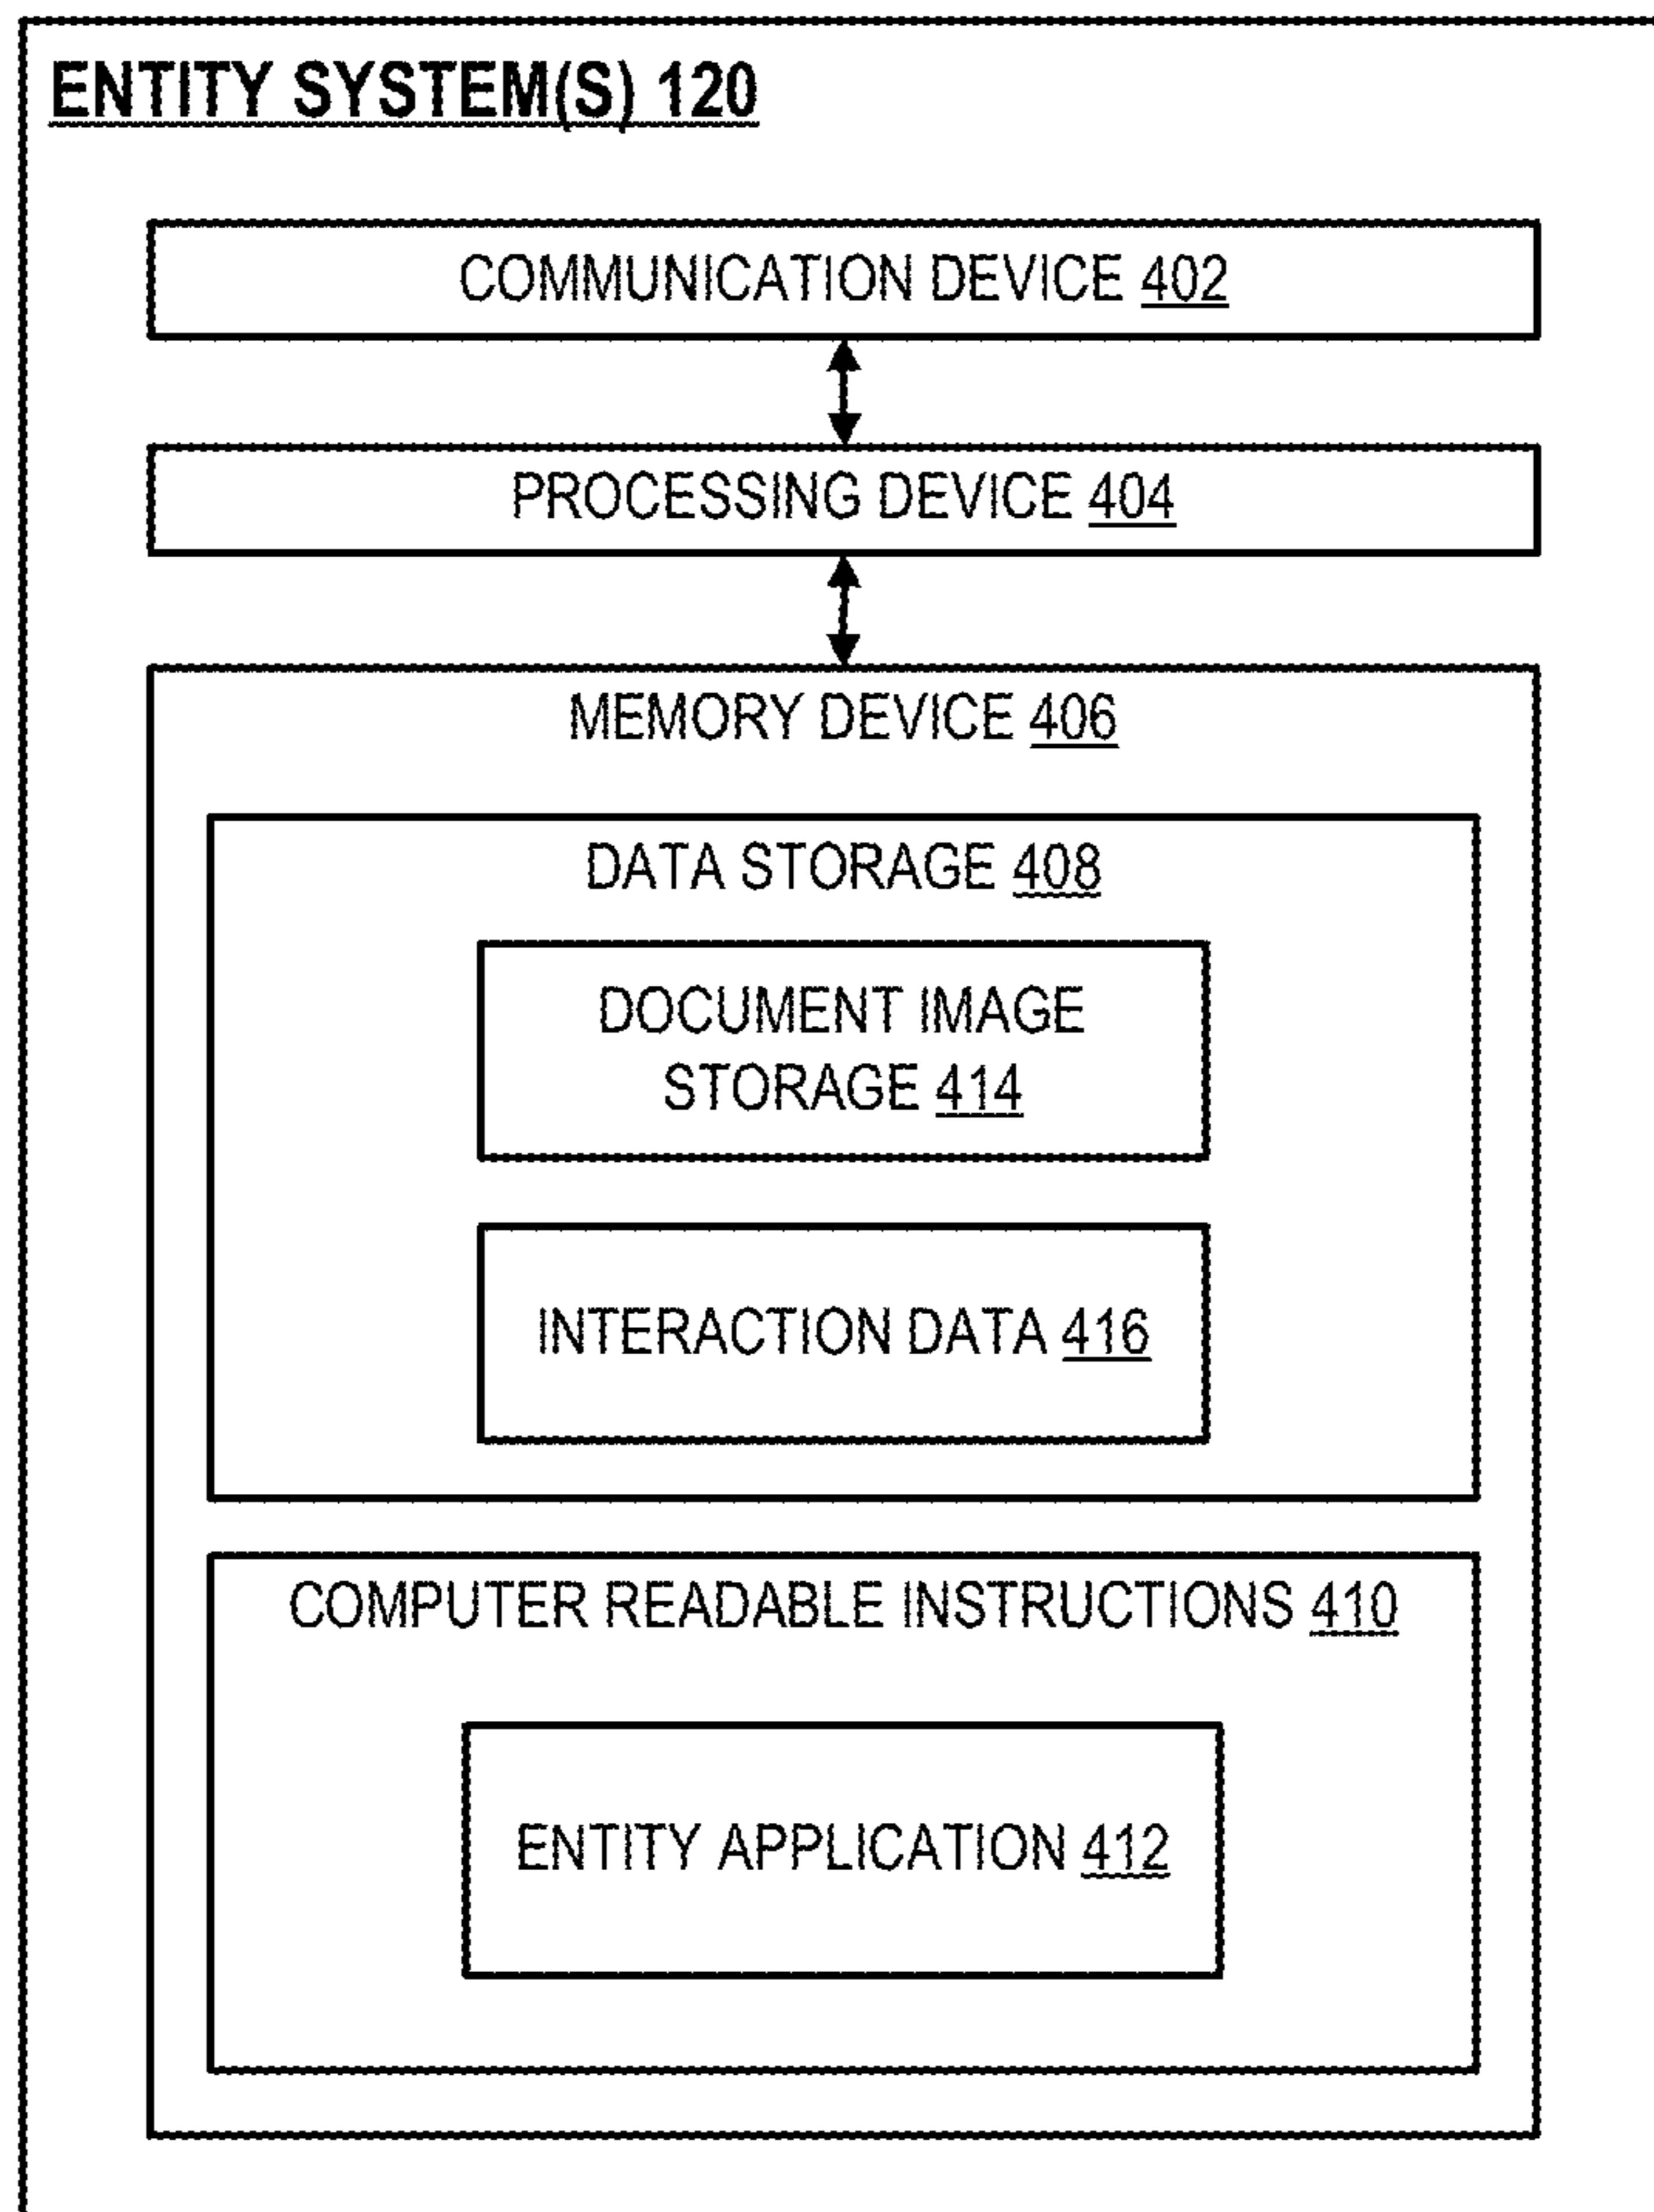 ENTITY SYSTEM(S) 120
COMMUNICATION DEVICE 402
PROCESSING DEVICE 404
MEMORY DEVICE 406
DATA STORAGE 408
DOCUMENT IMAGE
STORAGE 414
INTERACTION DATA 416
COMPUTER READABLE INSTRUCTIONS 410
ENTITY APPLICATION 412